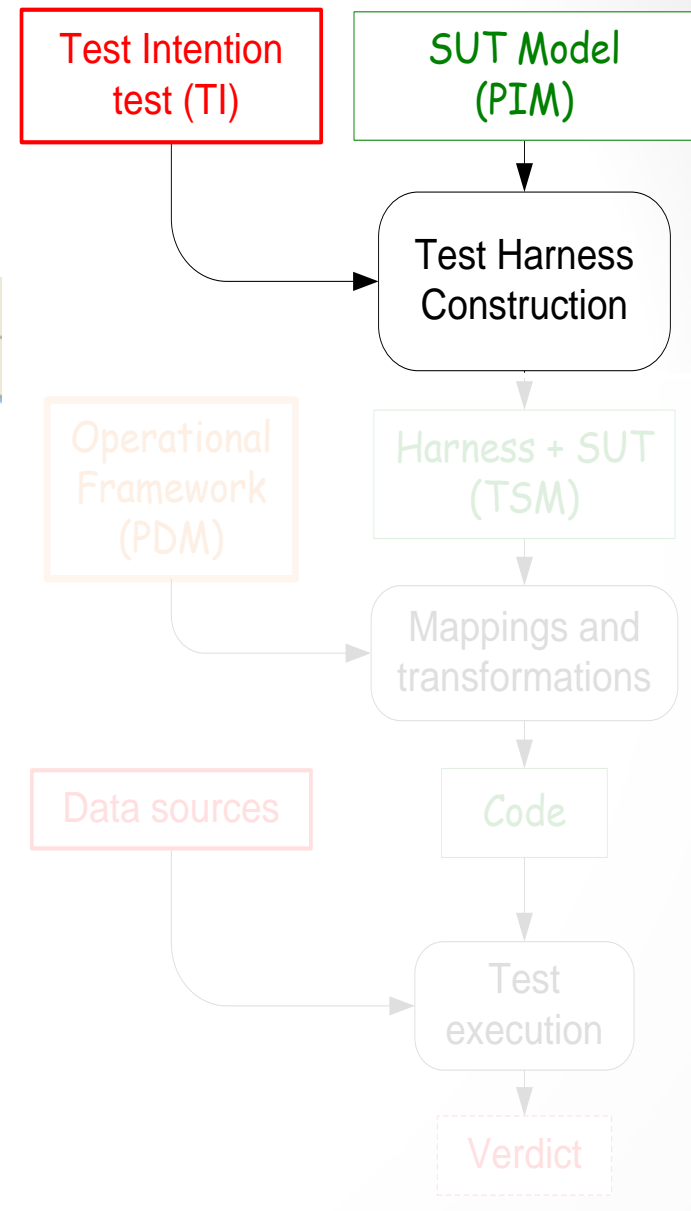 Test Intention
test (TI)
SUT Model
(PIM)
Test Harness
Construction
Operational
Framework
(PDM)
Harness + SUT
(TSM)
Mappings and
transformations
Data sources
Code
Test
execution
Verdict